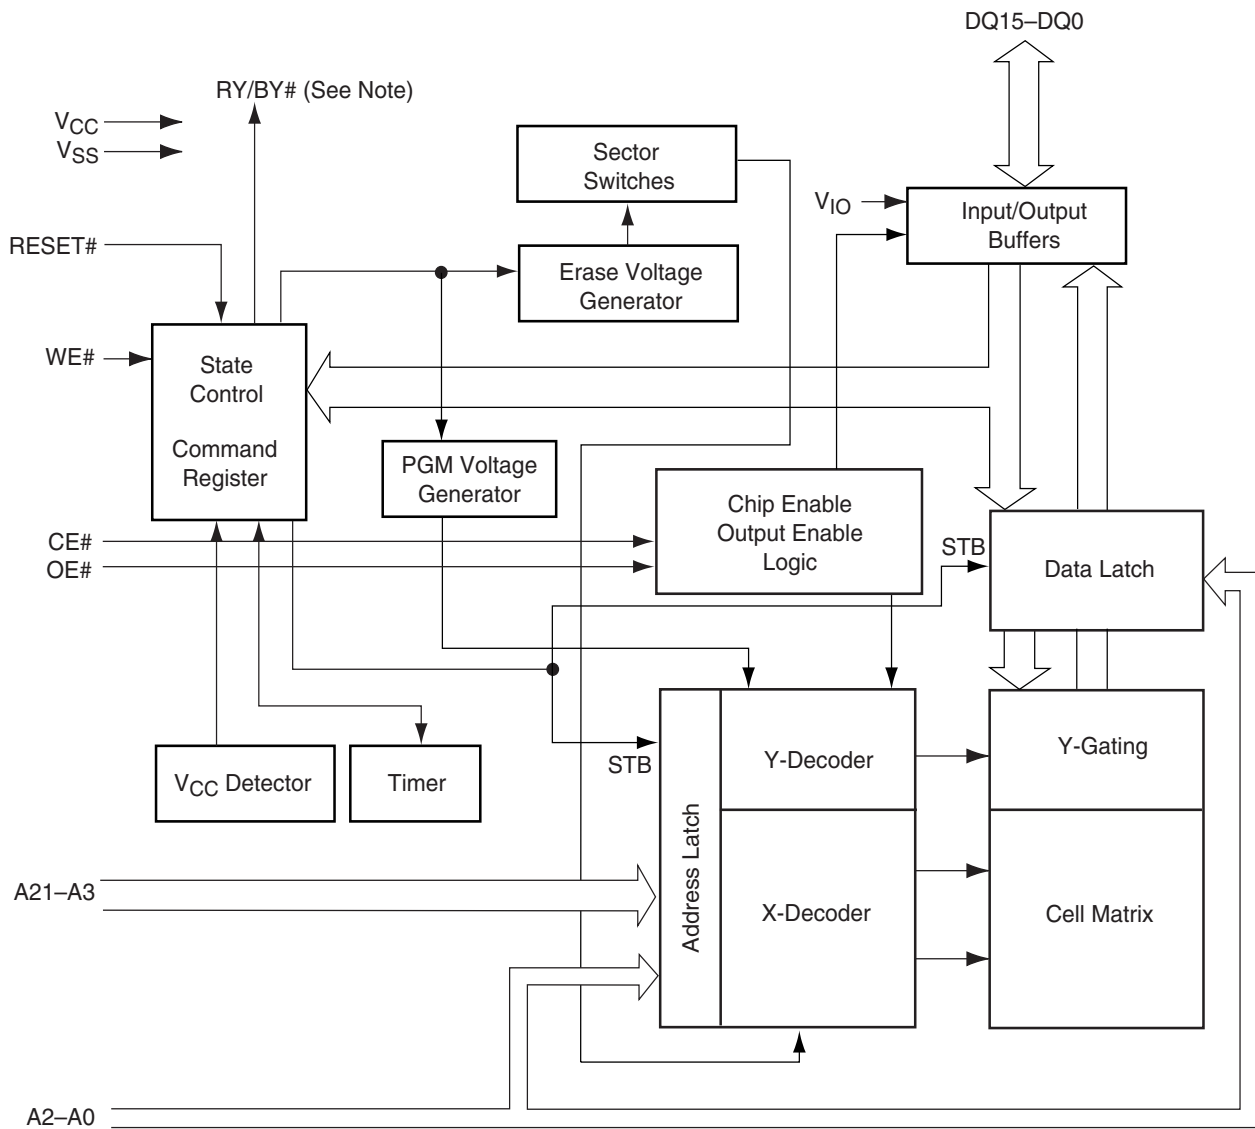 DQ15–DQ0
RY/BY# (See Note)
VCC
VSS
Sector
Switches
VIO
Input/Output
Buffers
RESET#
Erase Voltage
Generator
WE#
State
Control
Command
Register
PGM Voltage
Generator
Chip Enable
Output Enable
Logic
CE#
OE#
STB
Data Latch
STB
Y-Decoder
Y-Gating
VCC Detector
Timer
Address Latch
A21–A3
X-Decoder
Cell Matrix
A2–A0